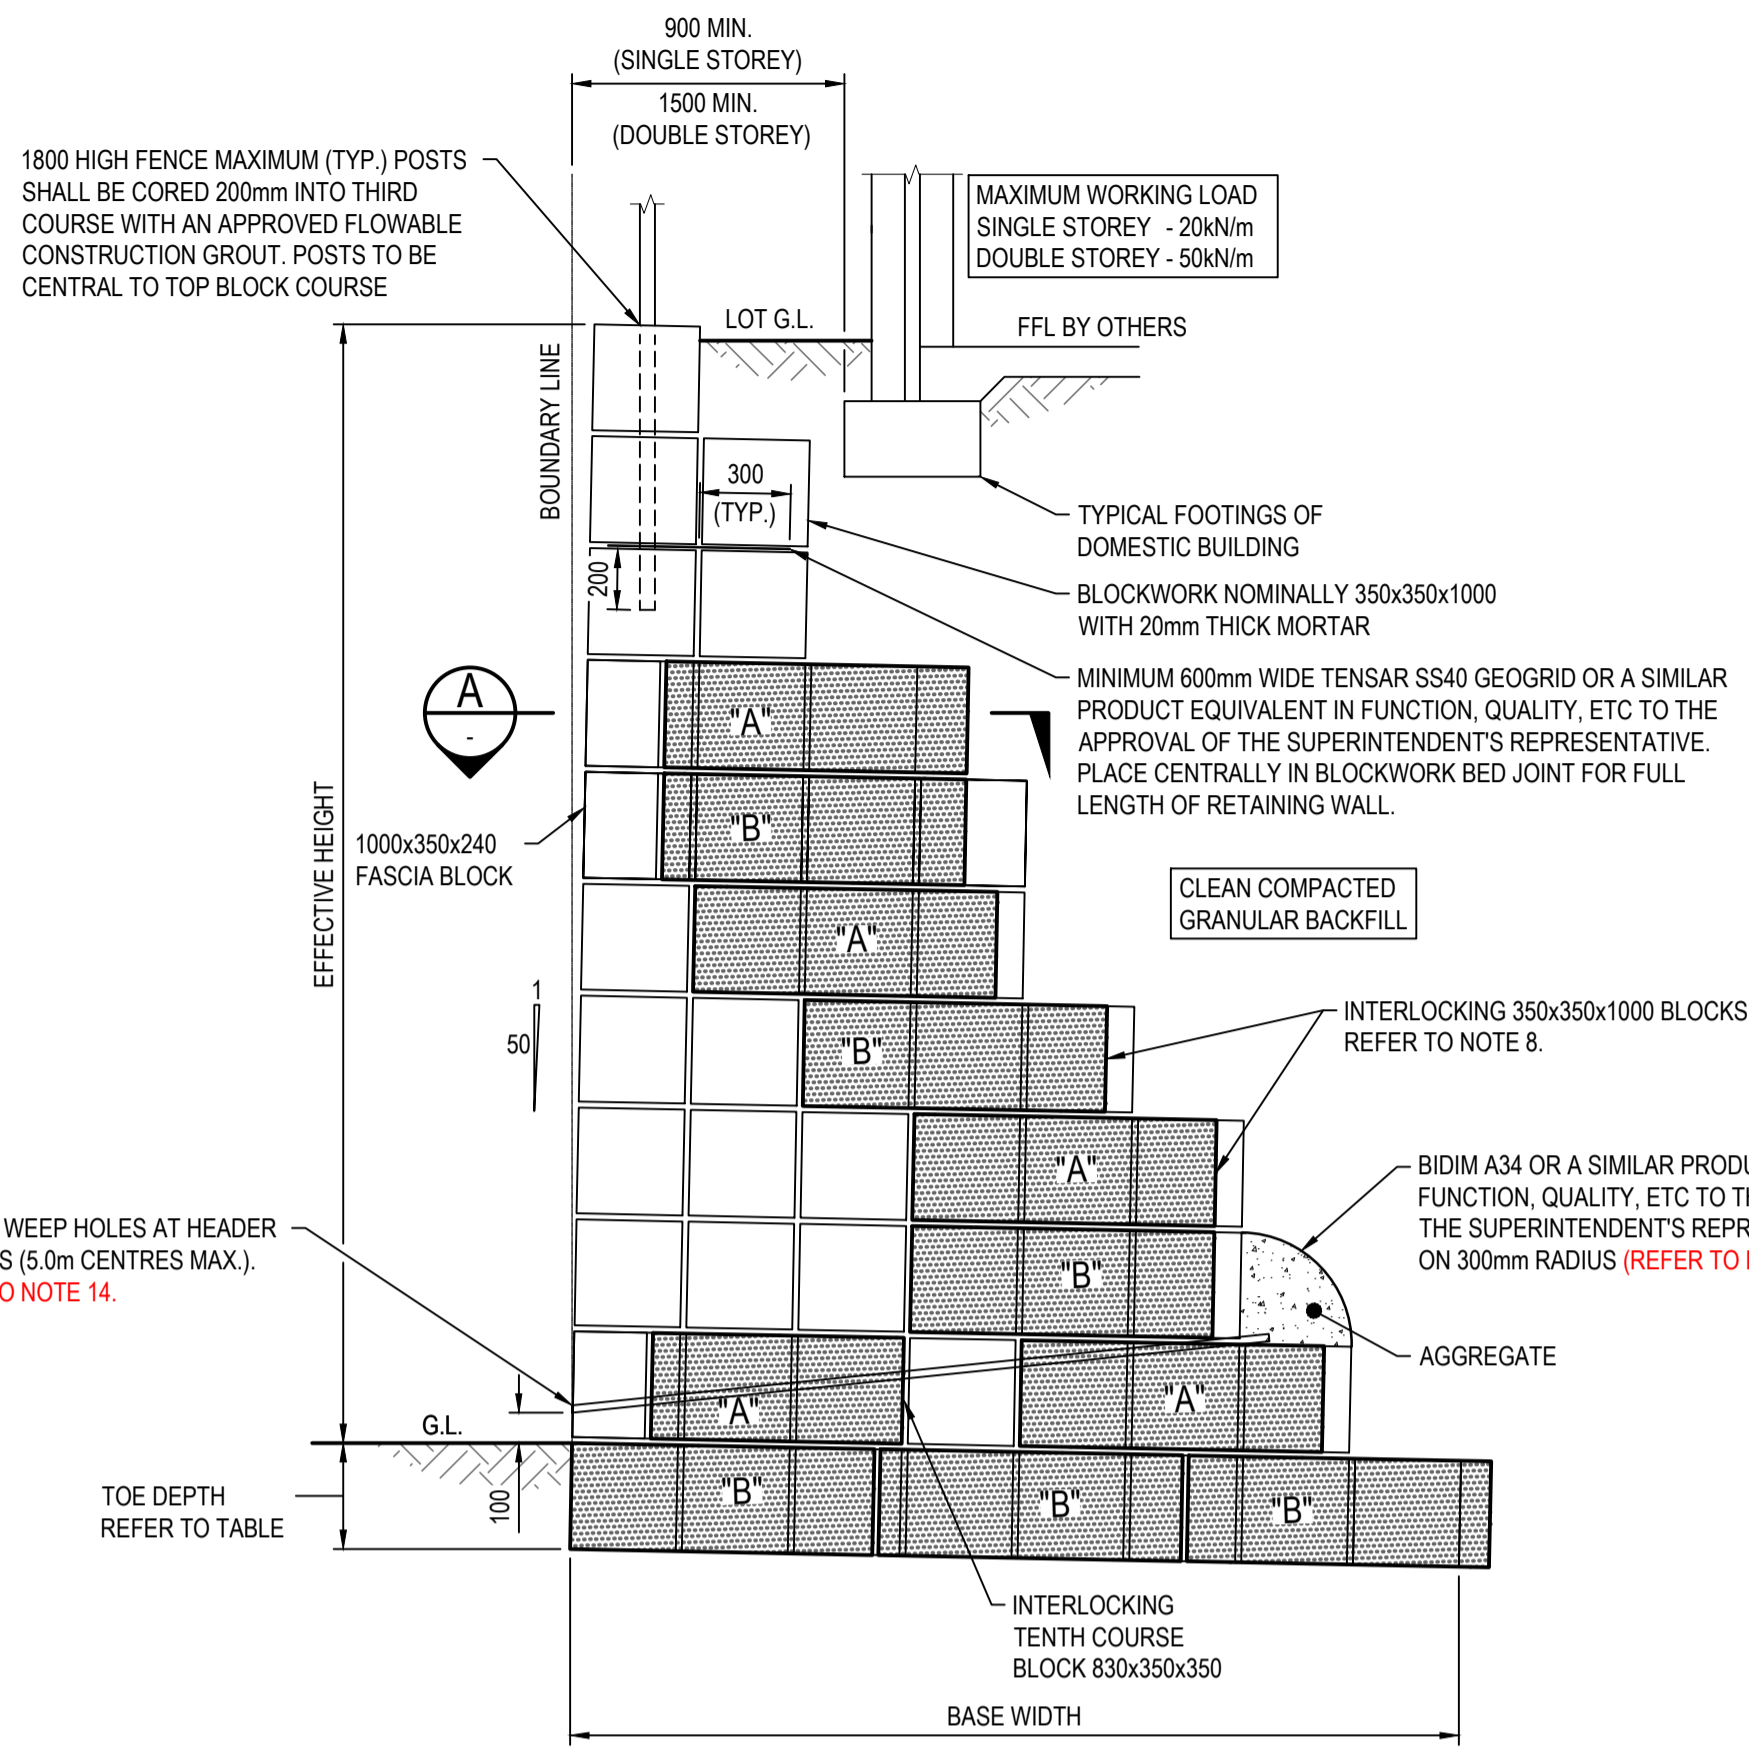 900 MIN.
(SINGLE STOREY)
1500 MIN.
(DOUBLE STOREY)
1800 HIGH FENCE MAXIMUM (TYP.) POSTS
SHALL BE CORED 200mm INTO THIRD
COURSE WITH AN APPROVED FLOWABLE
CONSTRUCTION GROUT. POSTS TO BE
CENTRAL TO TOP BLOCK COURSE
MAXIMUM WORKING LOAD
SINGLE STOREY - 20kN/m
DOUBLE STOREY - 50kN/m
LOT G.L.
FFL BY OTHERS
BOUNDARY LINE
300
(TYP.)
200
TYPICAL FOOTINGS OF
DOMESTIC BUILDING
BLOCKWORK NOMINALLY 350x350x1000
WITH 20mm THICK MORTAR
MINIMUM 600mm WIDE TENSAR SS40 GEOGRID OR A SIMILAR
PRODUCT EQUIVALENT IN FUNCTION, QUALITY, ETC TO THE
APPROVAL OF THE SUPERINTENDENT'S REPRESENTATIVE.
PLACE CENTRALLY IN BLOCKWORK BED JOINT FOR FULL
LENGTH OF RETAINING WALL.
A
-
"A"
"B"
EFFECTIVE HEIGHT
1000x350x240
FASCIA BLOCK
CLEAN COMPACTED
GRANULAR BACKFILL
"A"
1
50
"B"
INTERLOCKING 350x350x1000 BLOCKS
REFER TO NOTE 8.
"A"
BIDIM A34 OR A SIMILAR
FUNCTION, QUALITY, ETC TO
THE SUPERINTENDENT'S
ON 300mm RADIUS (REFER TO
WEEP HOLES AT HEADER
(5.0m CENTRES MAX.).
NOTE 14.
"B"
AGGREGATE
"A"
"A"
G.L.
100
TOE DEPTH
REFER TO TABLE
"B"
"B"
"B"
INTERLOCKING
TENTH COURSE
BLOCK 830x350x350
BASE WIDTH